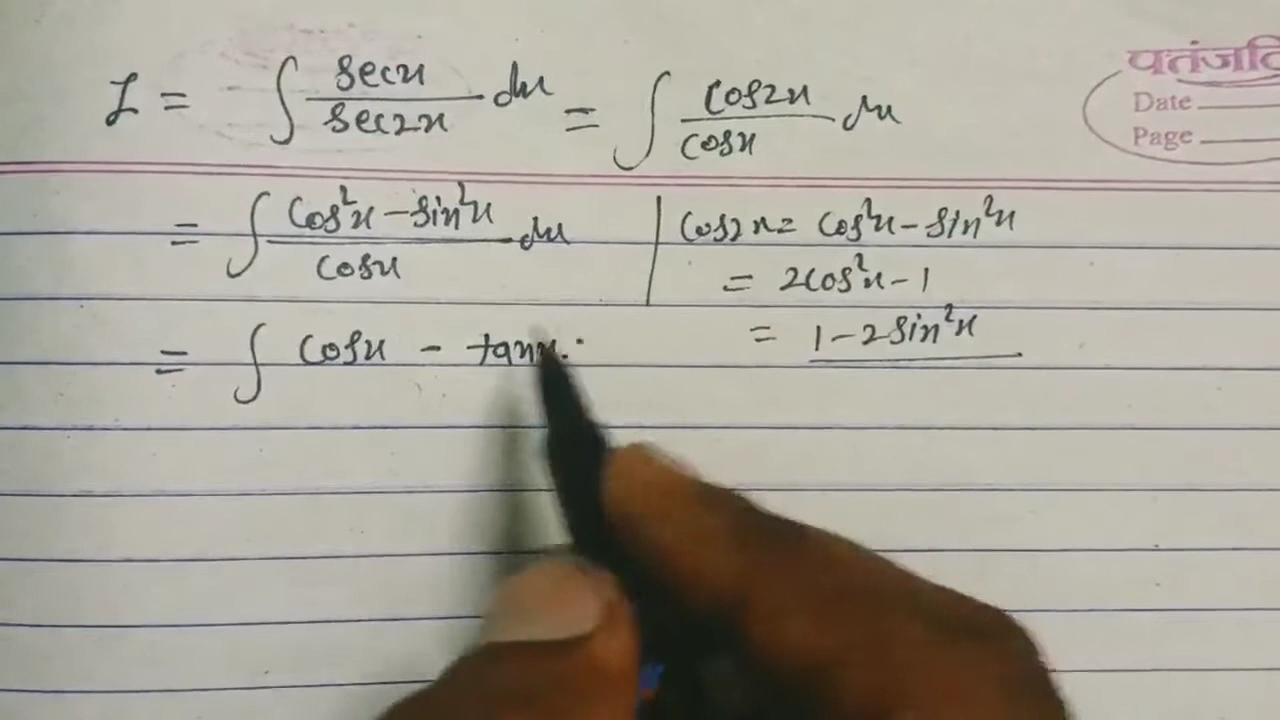 I = ∫ secx/sec2x dx = ∫ cos2x/cosx dx
पतंजलि
Date
Page
= ∫ cos²x - sin²x/cosx dx | cos2x = cos²x - sin²x
= 2cos²x - 1
= ∫ cosx - tanx. = 1 - 2sin²x